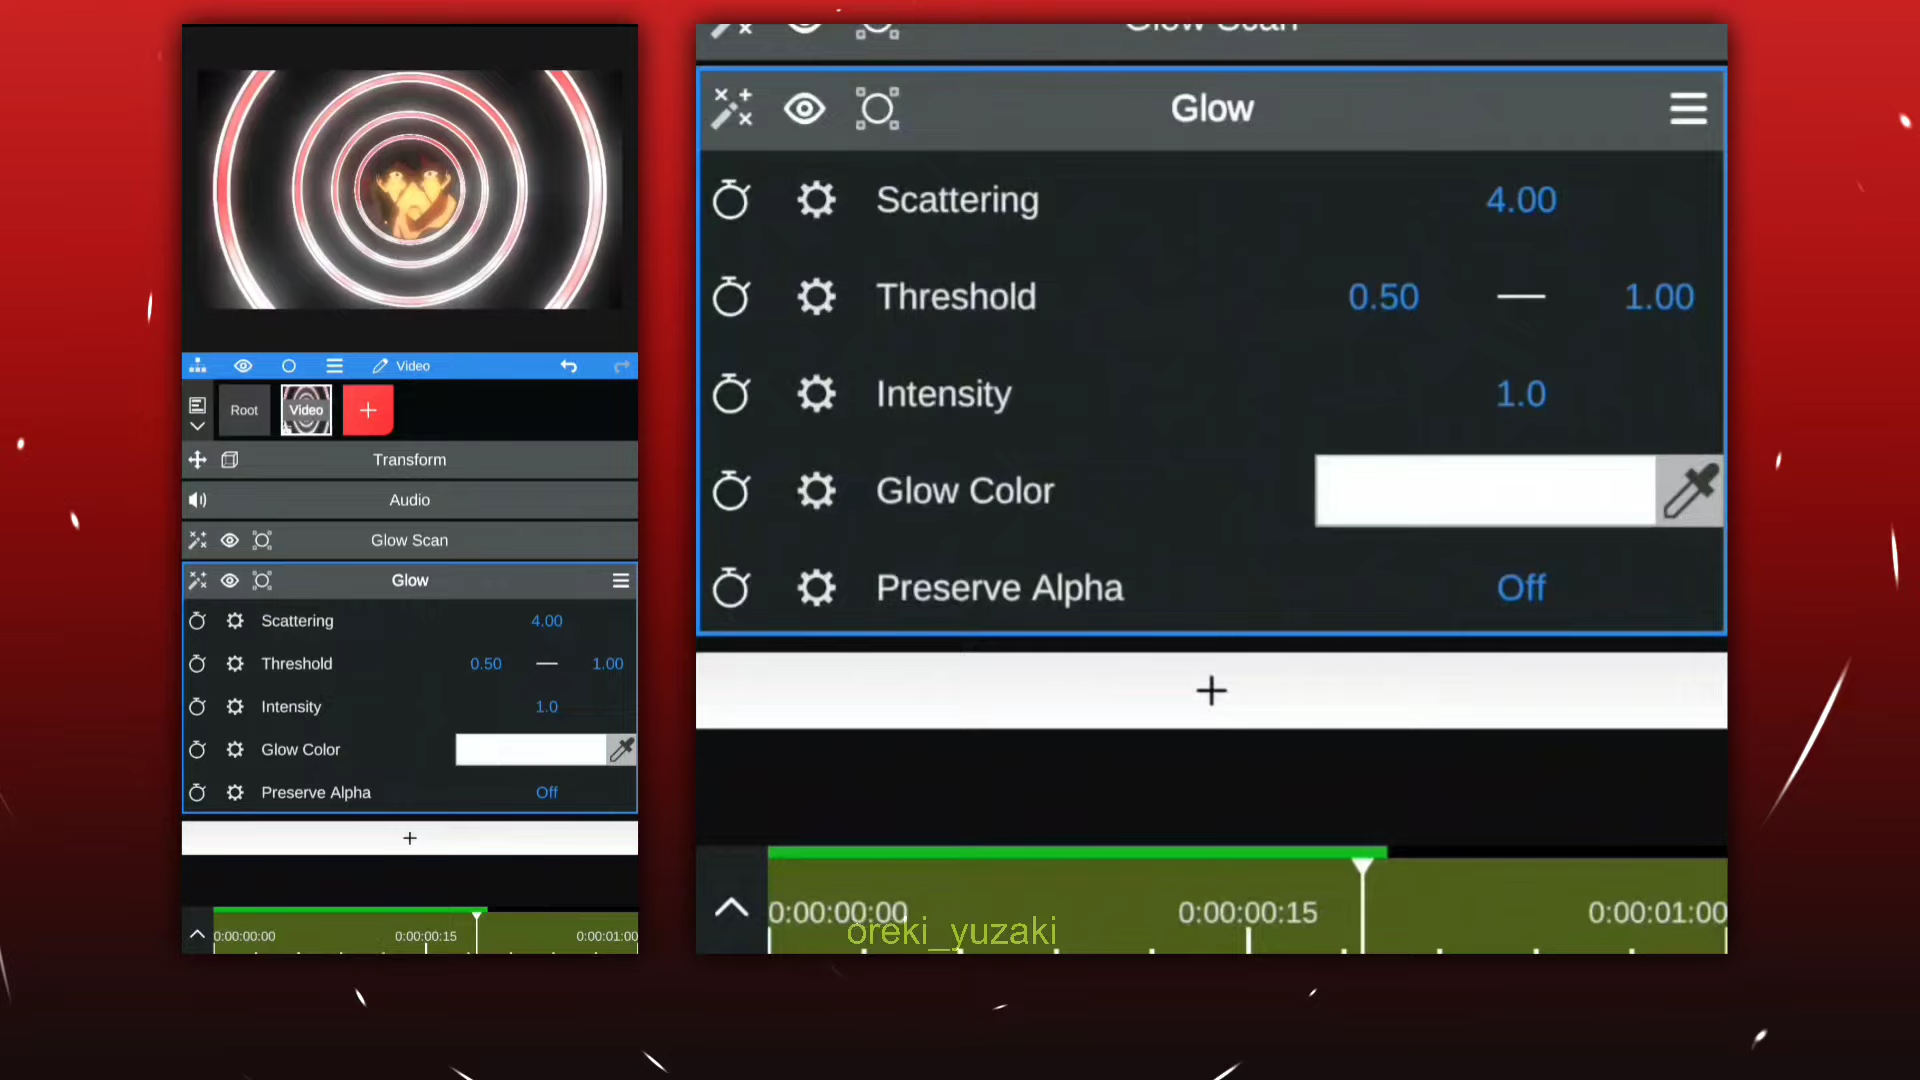 Video
Root
Video
+
Transform
Audio
Glow Scan
Glow
Scattering 4.00
Threshold 0.50 — 1.00
Intensity 1.0
Glow Color
Preserve Alpha Off
+
0:00:00:00 0:00:00:15 0:00:01:00
Glow Scan
Glow
Scattering 4.00
Threshold 0.50 — 1.00
Intensity 1.0
Glow Color
Preserve Alpha Off
+
0:00:00:00 0:00:00:15 0:00:01:00
oreki_yuzaki